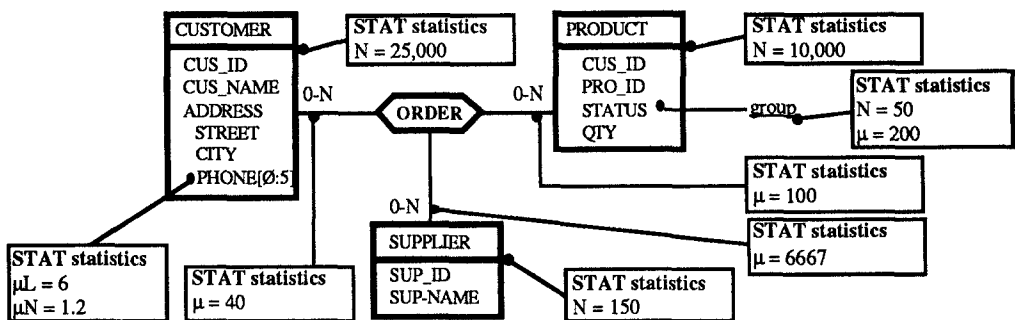 CUSTOMER
CUS_ID
CUS_NAME
ADDRESS
STREET
CITY
PHONE[Ø:5]
STAT statistics
N = 25,000
0-N
ORDER
0-N
PRODUCT
CUS_ID
PRO_ID
STATUS
QTY
STAT statistics
N = 10,000
group
STAT statistics
N = 50
µ = 200
STAT statistics
µ = 100
0-N
STAT statistics
µ = 6667
SUPPLIER
SUP_ID
SUP-NAME
STAT statistics
µL = 6
µN = 1.2
STAT statistics
µ = 40
STAT statistics
N = 150